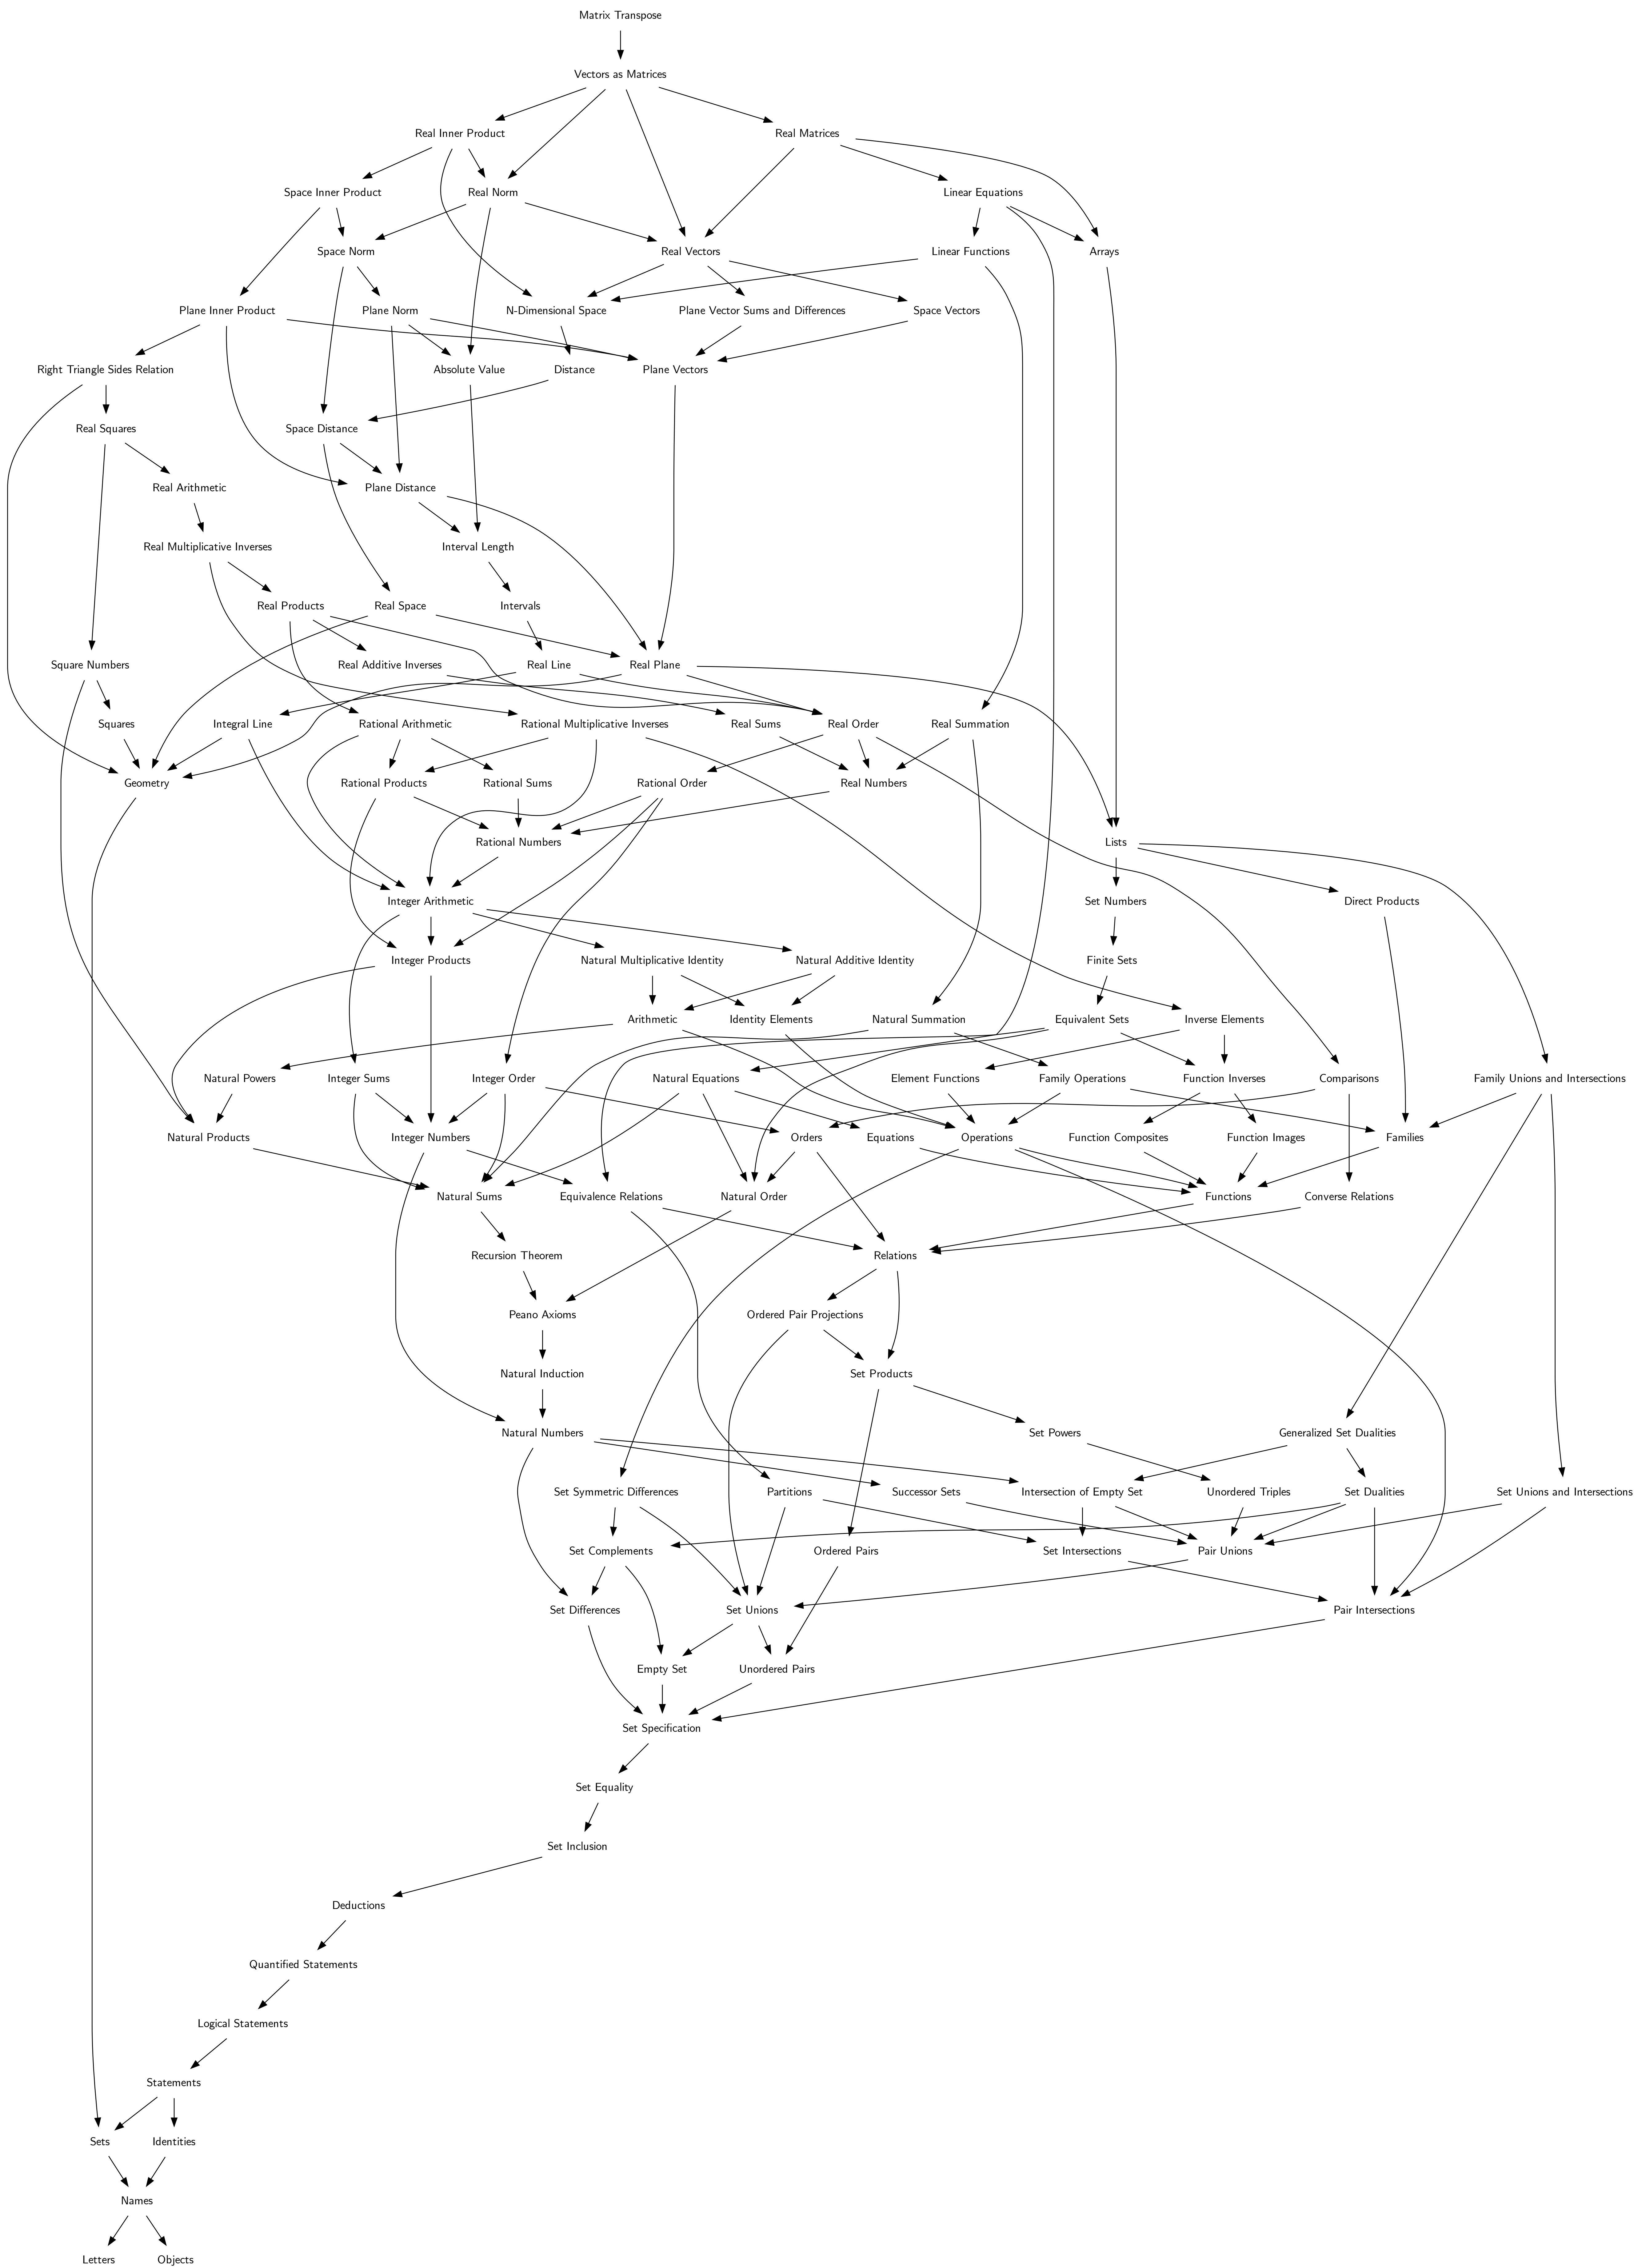 Matrix Transpose
Vectors as Matrices
Real Inner Product
Real Matrices
Space Inner Product
Real Norm
Linear Equations
Space Norm
Real Vectors
Linear Functions
Arrays
Plane Inner Product
Plane Norm
N-Dimensional Space
Plane Vector Sums and Differences
Space Vectors
Right Triangle Sides Relation
Absolute Value
Distance
Plane Vectors
Real Squares
Space Distance
Real Arithmetic
Plane Distance
Real Multiplicative Inverses
Interval Length
Real Products
Real Space
Intervals
Square Numbers
Real Additive Inverses
Real Line
Real Plane
Squares
Integral Line
Rational Arithmetic
Rational Multiplicative Inverses
Real Sums
Real Order
Real Summation
Geometry
Rational Products
Rational Sums
Rational Order
Real Numbers
Rational Numbers
Lists
Integer Arithmetic
Set Numbers
Direct Products
Integer Products
Natural Multiplicative Identity
Natural Additive Identity
Finite Sets
Arithmetic
Identity Elements
Natural Summation
Equivalent Sets
Inverse Elements
Natural Powers
Integer Sums
Integer Order
Natural Equations
Element Functions
Family Operations
Function Inverses
Comparisons
Family Unions and Intersections
Natural Products
Integer Numbers
Orders
Equations
Operations
Function Composites
Function Images
Families
Natural Sums
Equivalence Relations
Natural Order
Functions
Converse Relations
Recursion Theorem
Relations
Peano Axioms
Ordered Pair Projections
Natural Induction
Set Products
Natural Numbers
Set Powers
Generalized Set Dualities
Set Symmetric Differences
Partitions
Successor Sets
Intersection of Empty Set
Unordered Triples
Set Dualities
Set Unions and Intersections
Set Complements
Ordered Pairs
Set Intersections
Pair Unions
Set Differences
Set Unions
Pair Intersections
Empty Set
Unordered Pairs
Set Specification
Set Equality
Set Inclusion
Deductions
Quantified Statements
Logical Statements
Statements
Sets
Identities
Names
Letters
Objects